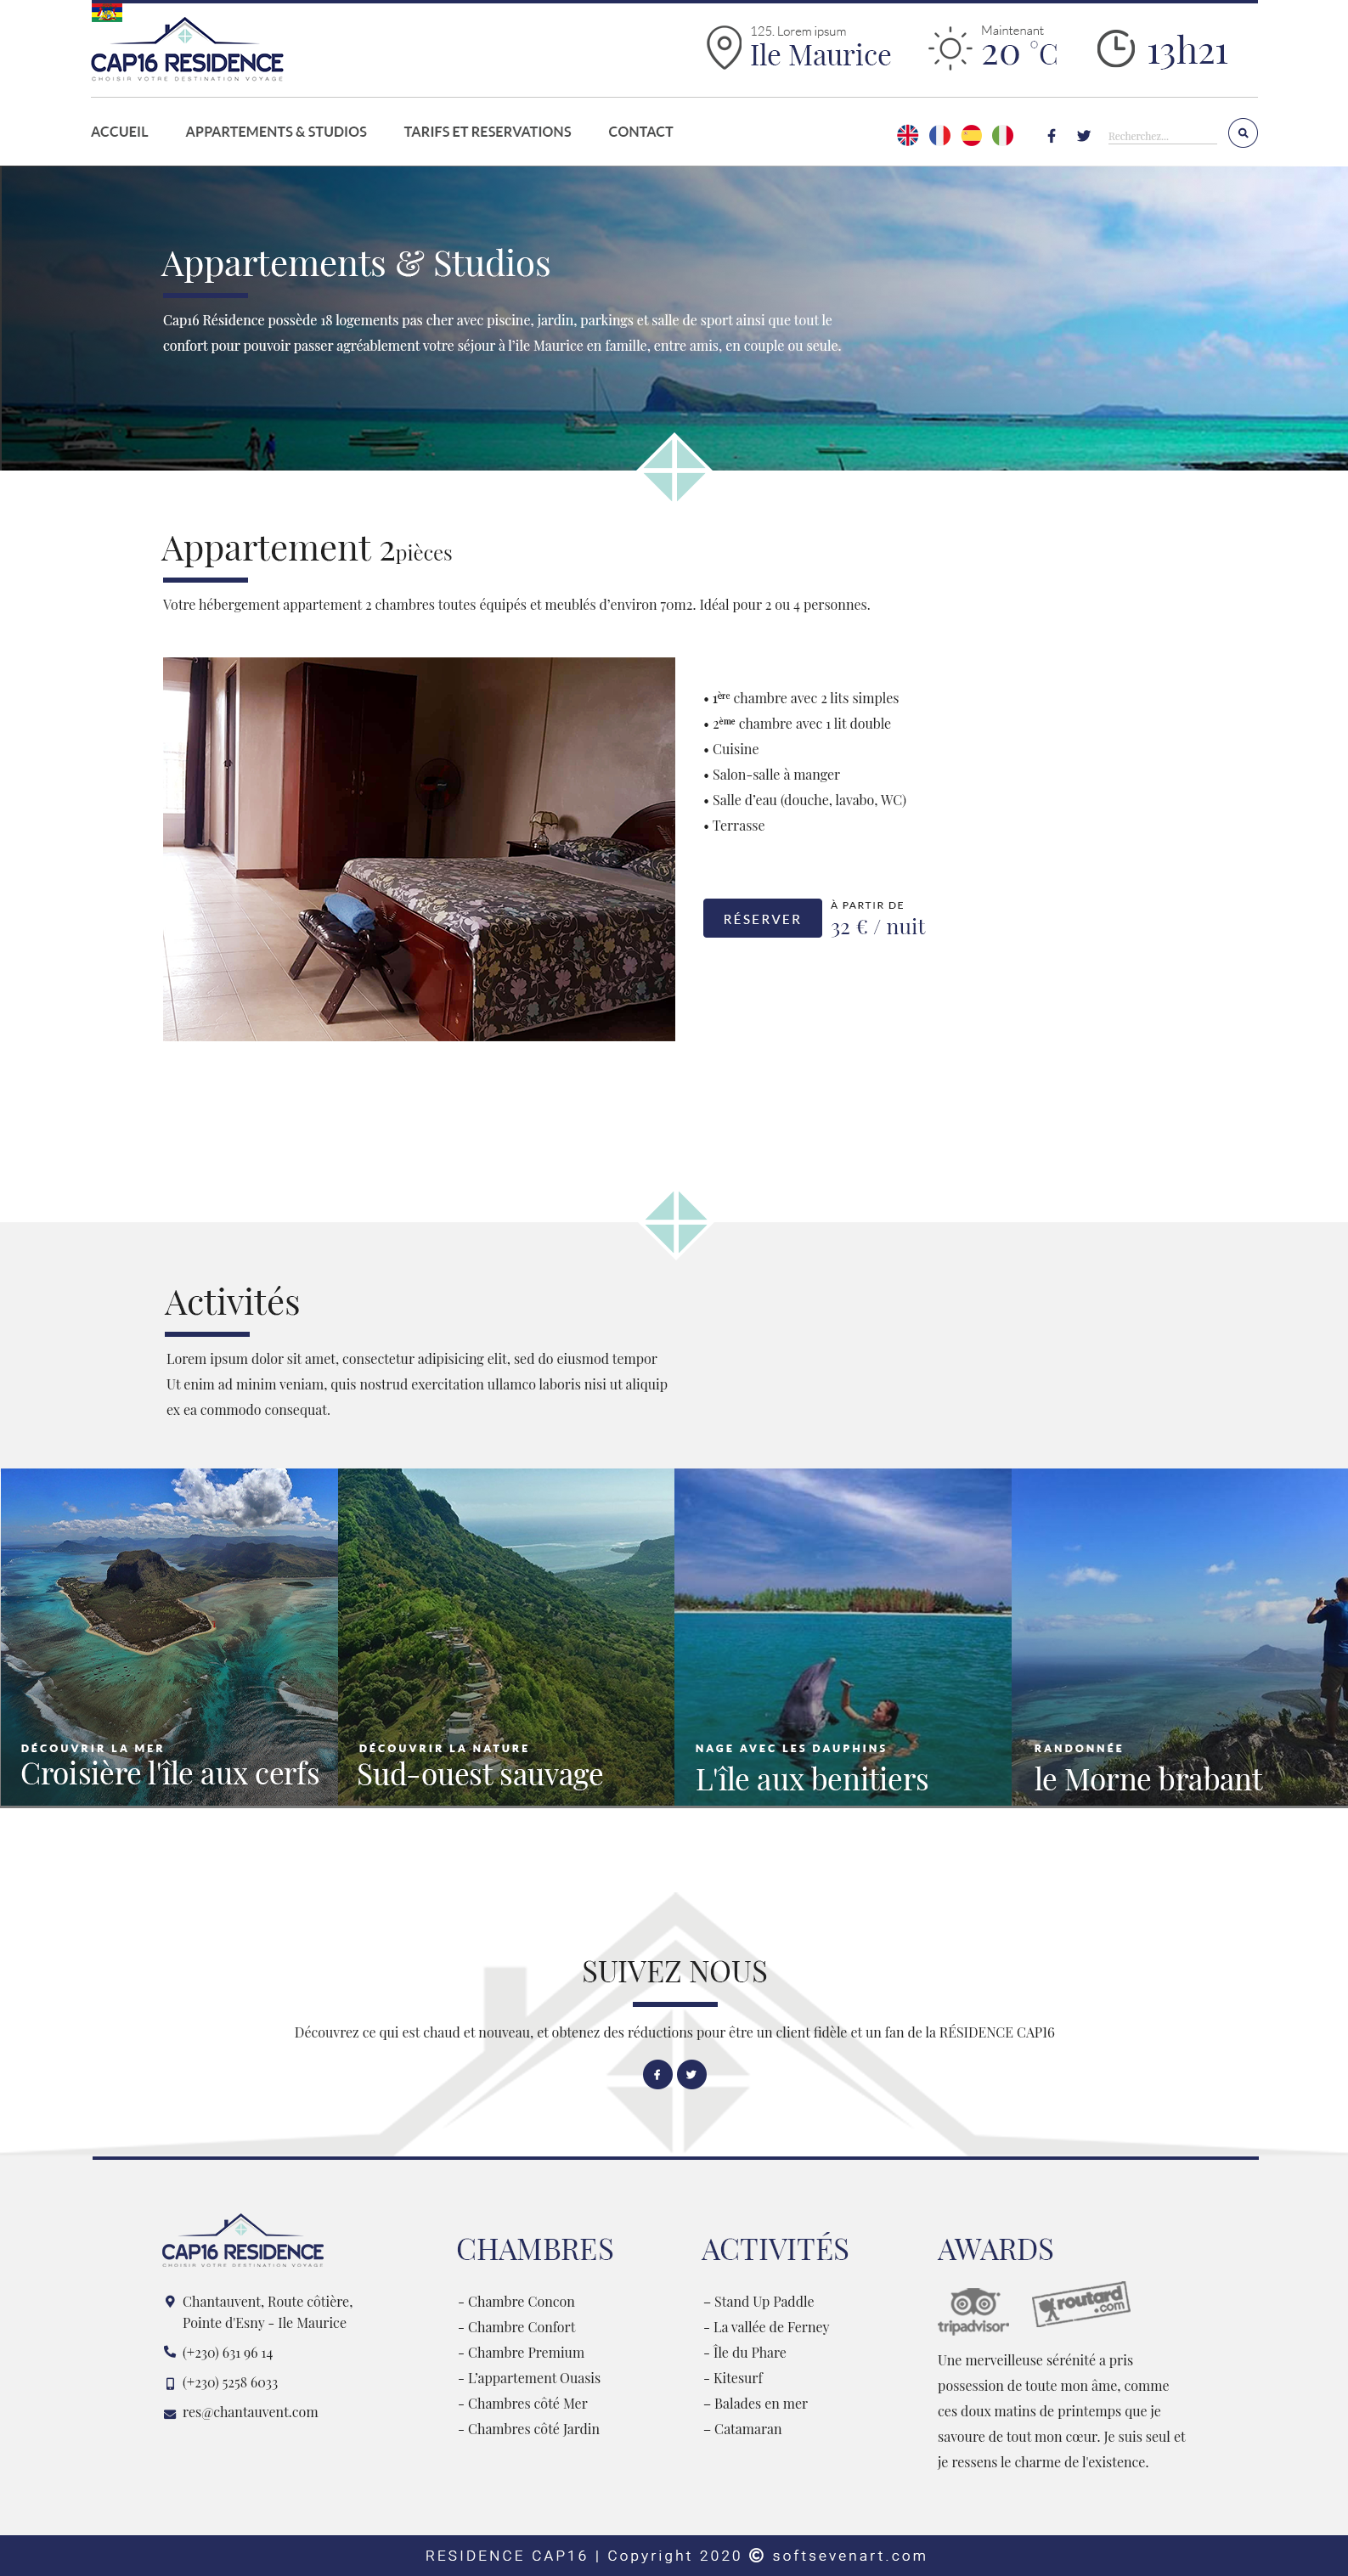 CAP16 RESIDENCE
CHOISIR VOTRE DESTINATION VOYAGE
125. Lorem ipsum
Ile Maurice
Maintenant
20 °C
13h21
ACCUEIL
APPARTEMENTS & STUDIOS
TARIFS ET RESERVATIONS
CONTACT
Recherchez...
Appartements & Studios
Cap16 Résidence possède 18 logements pas cher avec piscine, jardin, parkings et salle de sport ainsi que tout le
confort pour pouvoir passer agréablement votre séjour à l'île Maurice en famille, entre amis, en couple ou seule.
Appartement 2pièces
Votre hébergement appartement 2 chambres toutes équipés et meublés d'environ 70m2. Idéal pour 2 ou 4 personnes.
• 1ère chambre avec 2 lits simples
• 2ème chambre avec 1 lit double
• Cuisine
• Salon-salle à manger
• Salle d'eau (douche, lavabo, WC)
• Terrasse
RÉSERVER
À PARTIR DE
32 € / nuit
Activités
Lorem ipsum dolor sit amet, consectetur adipisicing elit, sed do eiusmod tempor
Ut enim ad minim veniam, quis nostrud exercitation ullamco laboris nisi ut aliquip
ex ea commodo consequat.
DÉCOUVRIR LA MER
Croisière l'île aux cerfs
DÉCOUVRIR LA NATURE
Sud-ouest sauvage
NAGE AVEC LES DAUPHINS
L'île aux benitiers
RANDONNÉE
le Morne brabant
SUIVEZ NOUS
Découvrez ce qui est chaud et nouveau, et obtenez des réductions pour être un client fidèle et un fan de la RÉSIDENCE CAP16
CAP16 RESIDENCE
CHOISIR VOTRE DESTINATION VOYAGE
Chantauvent, Route côtière,
Pointe d'Esny - Ile Maurice
(+230) 631 96 14
(+230) 5258 6033
res@chantauvent.com
CHAMBRES
- Chambre Concon
- Chambre Confort
- Chambre Premium
- L'appartement Ouasis
- Chambres côté Mer
- Chambres côté Jardin
ACTIVITÉS
– Stand Up Paddle
- La vallée de Ferney
- Île du Phare
- Kitesurf
– Balades en mer
– Catamaran
AWARDS
tripadvisor
routard
.com
Une merveilleuse sérénité a pris
possession de toute mon âme, comme
ces doux matins de printemps que je
savoure de tout mon cœur. Je suis seul et
je ressens le charme de l'existence.
RESIDENCE CAP16 | Copyright 2020 © softsevenart.com